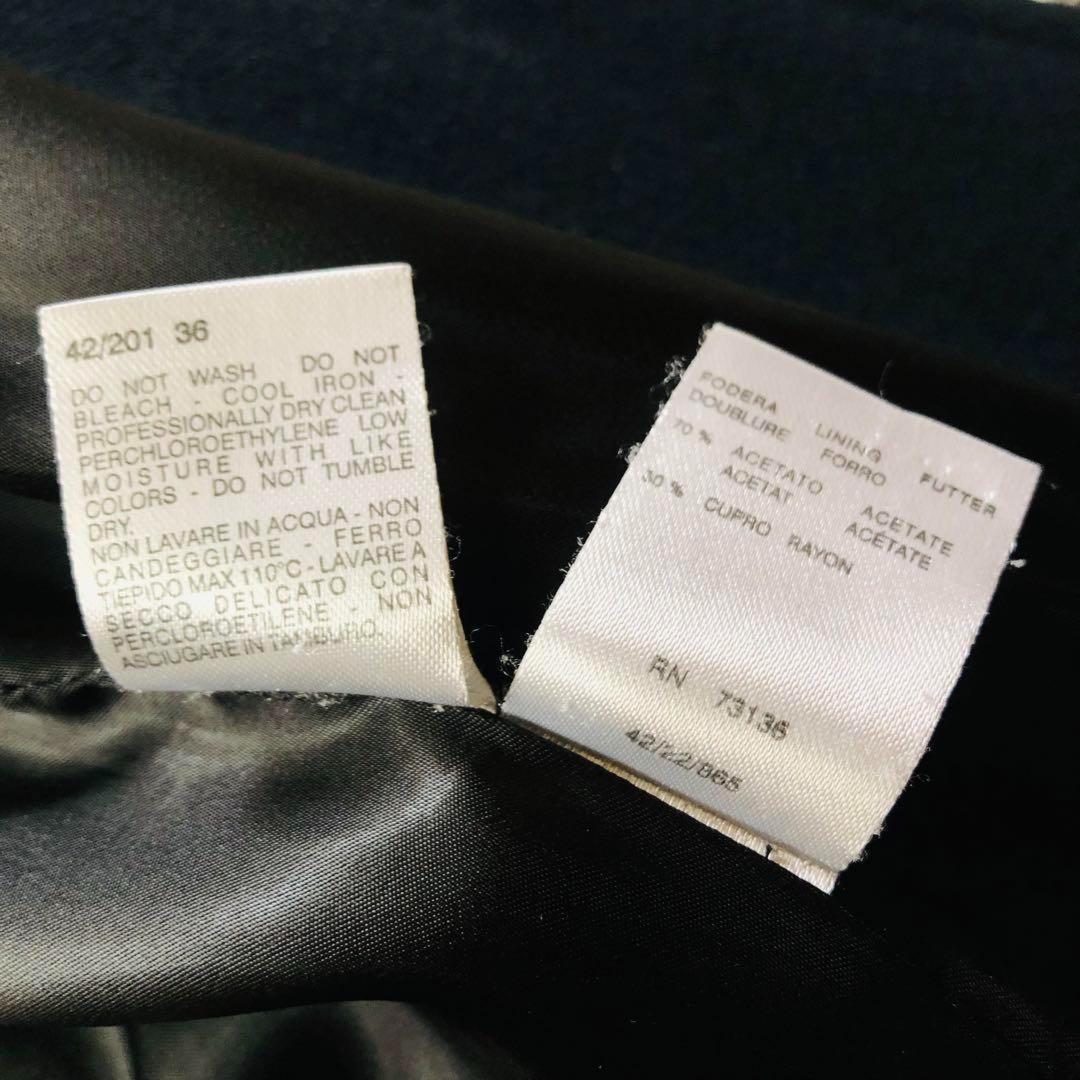 42/201 36
DO NOT WASH DO NOT
BLEACH - COOL IRON -
PROFESSIONALLY DRY CLEAN
PERCHLOROETHYLENE LOW
MOISTURE WITH LIKE
COLORS - DO NOT TUMBLE
DRY.
NON LAVARE IN ACQUA - NON
CANDEGGIARE - FERRO
TIEPIDO MAX 110°C - LAVARE A
SECCO DELICATO CON
PERCLOROETILENE - NON
ASCIUGARE IN TAMBURO.
FODERA LINING FUTTER
DOUBLURE FORRO
70 % ACETATO ACETATE
ACETAT ACÉTATE
30 % CUPRO RAYON
RN 73136
42/22/865